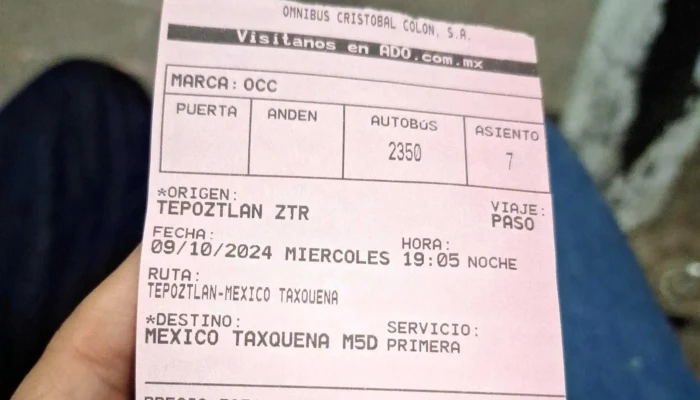 OMNIBUS CRISTOBAL COLON, S.A.
Visitanos en ADO.com.mx
MARCA: OCC
PUERTA ANDEN AUTOBúS ASIENTO
2350 7
*ORIGEN: VIAJE:
TEPOZTLAN ZTR PASO
FECHA: HORA:
09/10/2024 MIERCOLES 19:05 NOCHE
RUTA:
TEPOZTLAN-MEXICO TAXQUENA
*DESTINO: SERVICIO:
MEXICO TAXQUENA M5D PRIMERA